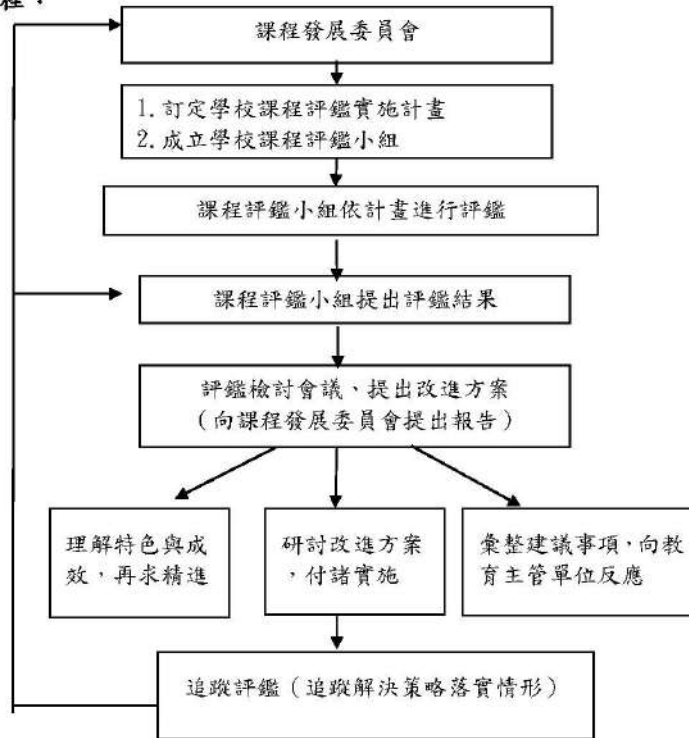 程：
課程發展委員會
1. 訂定學校課程評鑑實施計畫
2. 成立學校課程評鑑小組
課程評鑑小組依計畫進行評鑑
課程評鑑小組提出評鑑結果
評鑑檢討會議、提出改進方案
（向課程發展委員會提出報告）
理解特色與成
效，再求精進
研討改進方案
，付諸實施
彙整建議事項，向教
育主管單位反應
追蹤評鑑（追蹤解決策略落實情形）